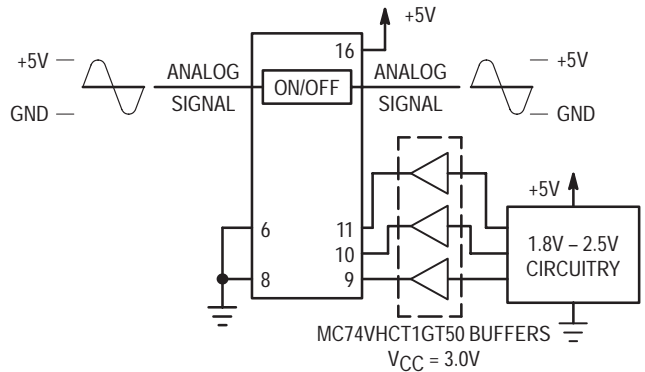 +5V
16
+5V
GND
ANALOG
SIGNAL
ON/OFF
ANALOG
SIGNAL
+5V
GND
+5V
6
8
11
10
9
1.8V – 2.5V
CIRCUITRY
MC74VHCT1GT50 BUFFERS
VCC = 3.0V